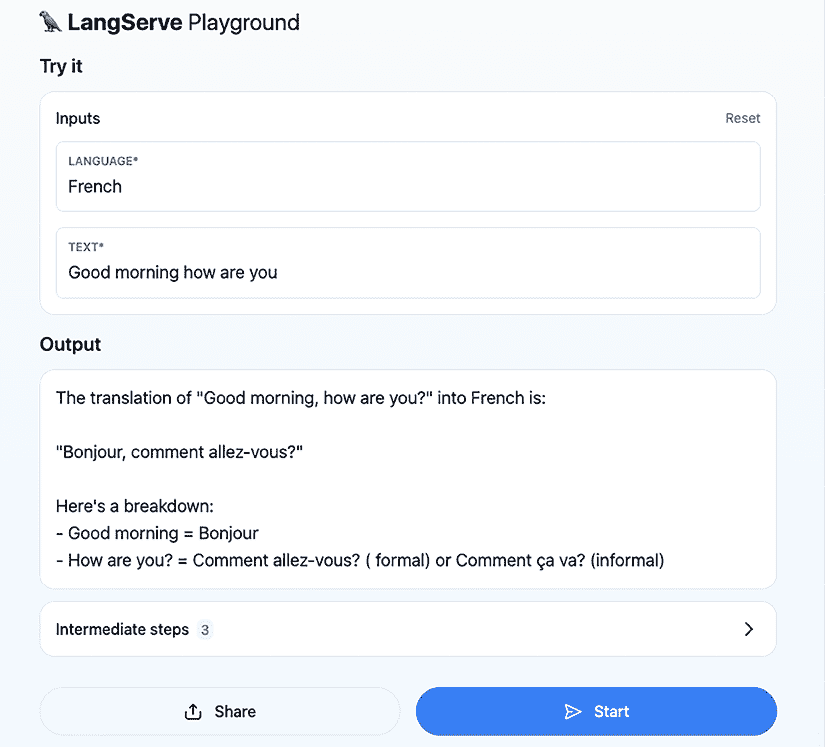 LangServe Playground
Try it
Inputs
Reset
LANGUAGE*
French
TEXT*
Good morning how are you
Output
The translation of "Good morning, how are you?" into French is:
"Bonjour, comment allez-vous?"
Here's a breakdown:
- Good morning = Bonjour
- How are you? = Comment allez-vous? ( formal) or Comment ça va? (informal)
Intermediate steps 3
Share
Start